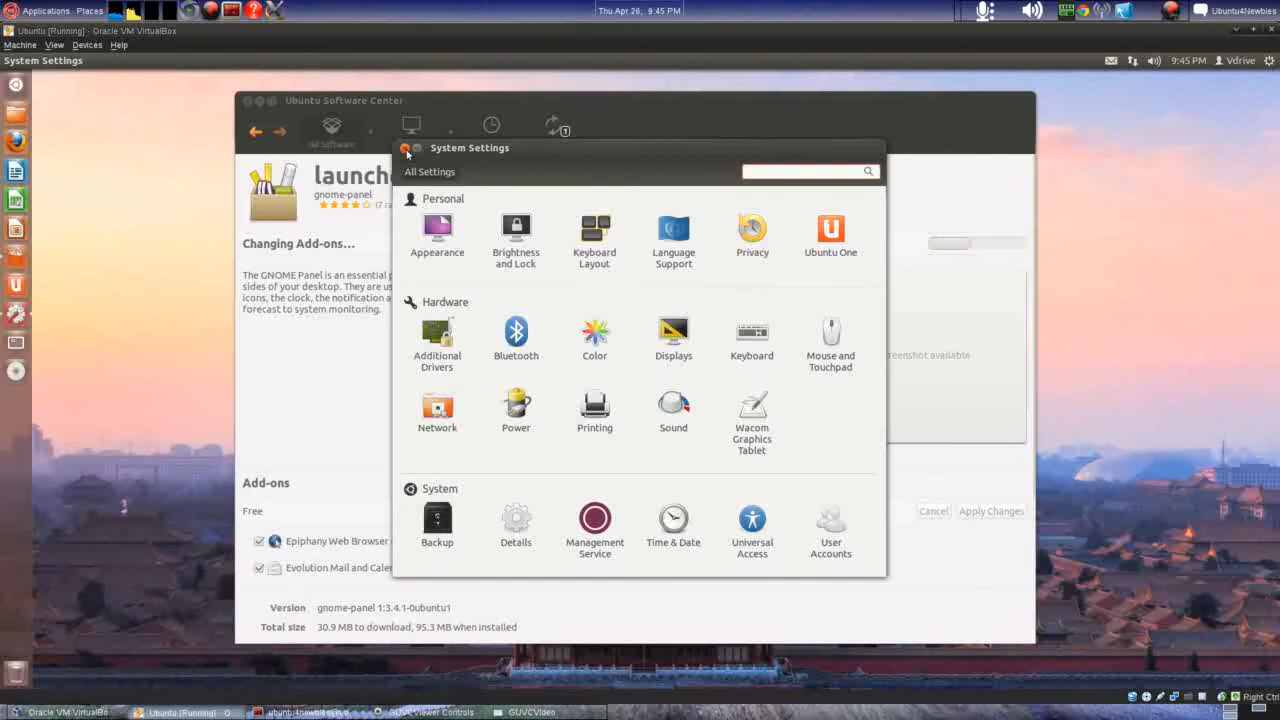 Applications Places
Thu Apr 26, 9:45 PM
Ubuntu4Newbies
Ubuntu [Running] - Oracle VM VirtualBox
Machine View Devices Help
System Settings
9:45 PM Vdrive
Ubuntu Software Center
All Software
1
System Settings
All Settings
launch
gnome-panel
(7 ra
Changing Add-ons...
The GNOME Panel is an essential
sides of your desktop. They are us
icons, the clock, the notification a
forecast to system monitoring.
Personal
Appearance
Brightness and Lock
Keyboard Layout
Language Support
Privacy
Ubuntu One
Hardware
Additional Drivers
Bluetooth
Color
Displays
Keyboard
Mouse and Touchpad
eenshot available
Network
Power
Printing
Sound
Wacom Graphics Tablet
System
Backup
Details
Management Service
Time & Date
Universal Access
User Accounts
Add-ons
Free
Cancel
Apply Changes
Epiphany Web Browser
Evolution Mail and Caler
Version gnome-panel 1:3.4.1-0ubuntu1
Total size 30.9 MB to download, 95.3 MB when installed
Right Ctrl
Oracle VM VirtualBo
Ubuntu [Running] - O
GUVCViewer Controls
GUVCVideo